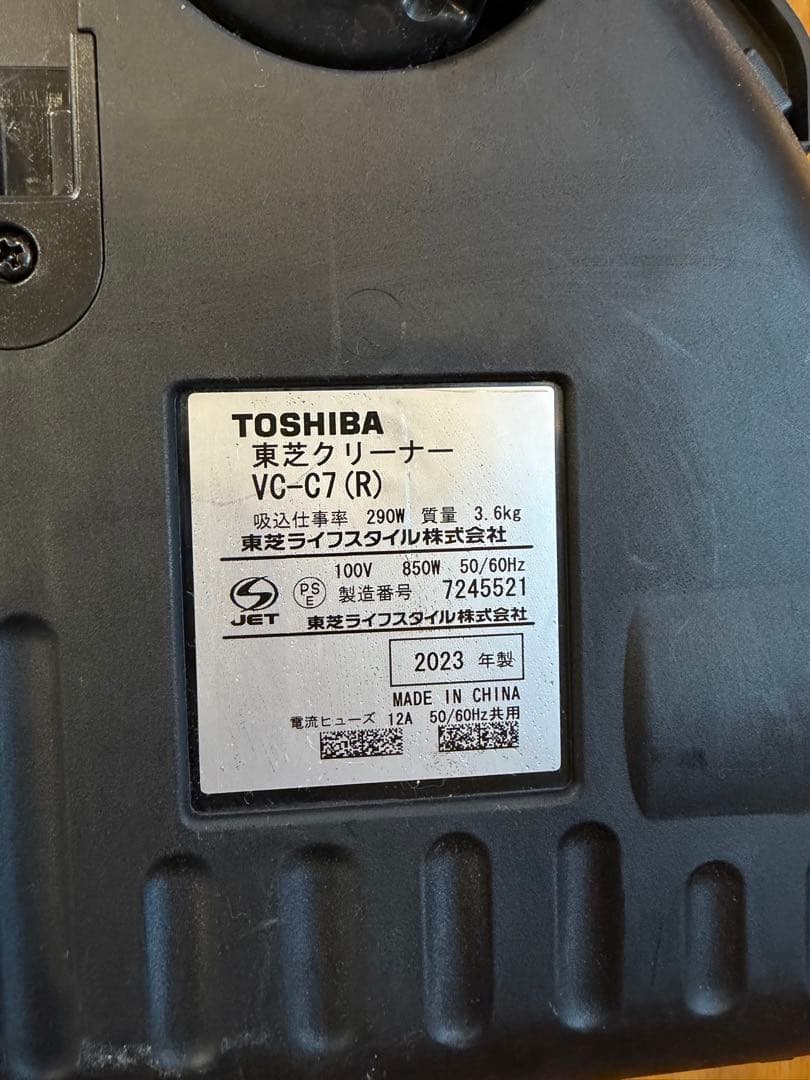 TOSHIBA
東芝クリーナー
VC-C7(R)
吸込仕事率 290W 質量 3.6kg
東芝ライフスタイル株式会社
100V 850W 50/60Hz
JET PSE 製造番号 7245521
東芝ライフスタイル株式会社
2023 年製
MADE IN CHINA
電流ヒューズ 12A 50/60Hz共用